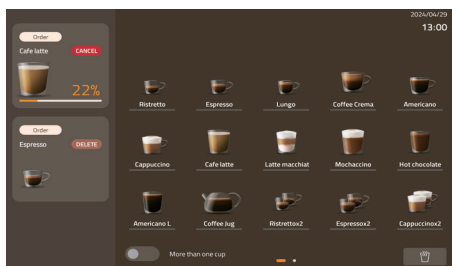 2024/04/29
13:00
Order
Cafe latte
CANCEL
22%
Order
Espresso
DELETE
Ristretto
Espresso
Lungo
Coffee Crema
Americano
Cappuccino
Cafe latte
Latte macchiat
Mochaccino
Hot chocolate
Americano L
Coffee Jug
Ristrettox2
Espressox2
Cappuccinox2
More than one cup